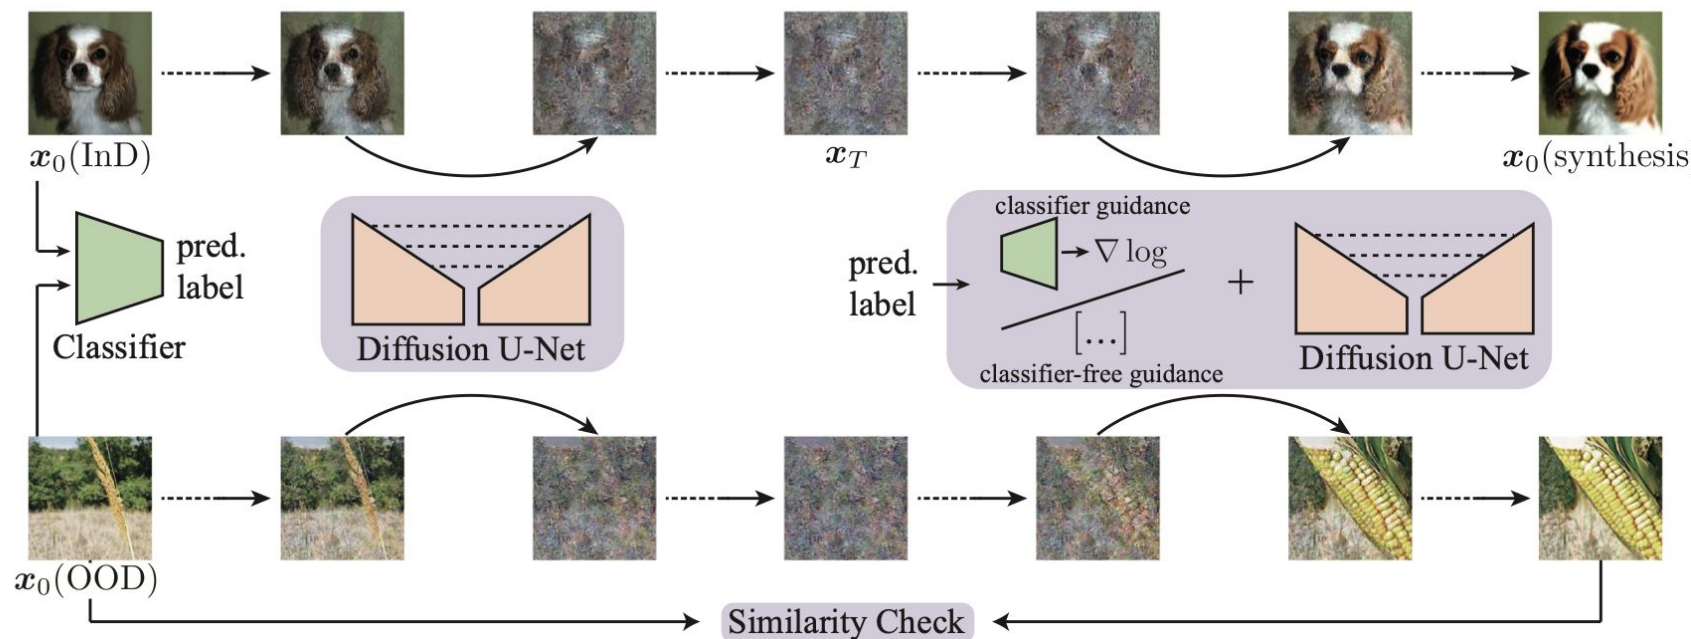 x₀(InD)
x_T
x₀(synthesis
pred.
label
Classifier
Diffusion U-Net
pred.
label
classifier guidance
∇ log
[...]
classifier-free guidance
+
Diffusion U-Net
x₀(OOD)
Similarity Check